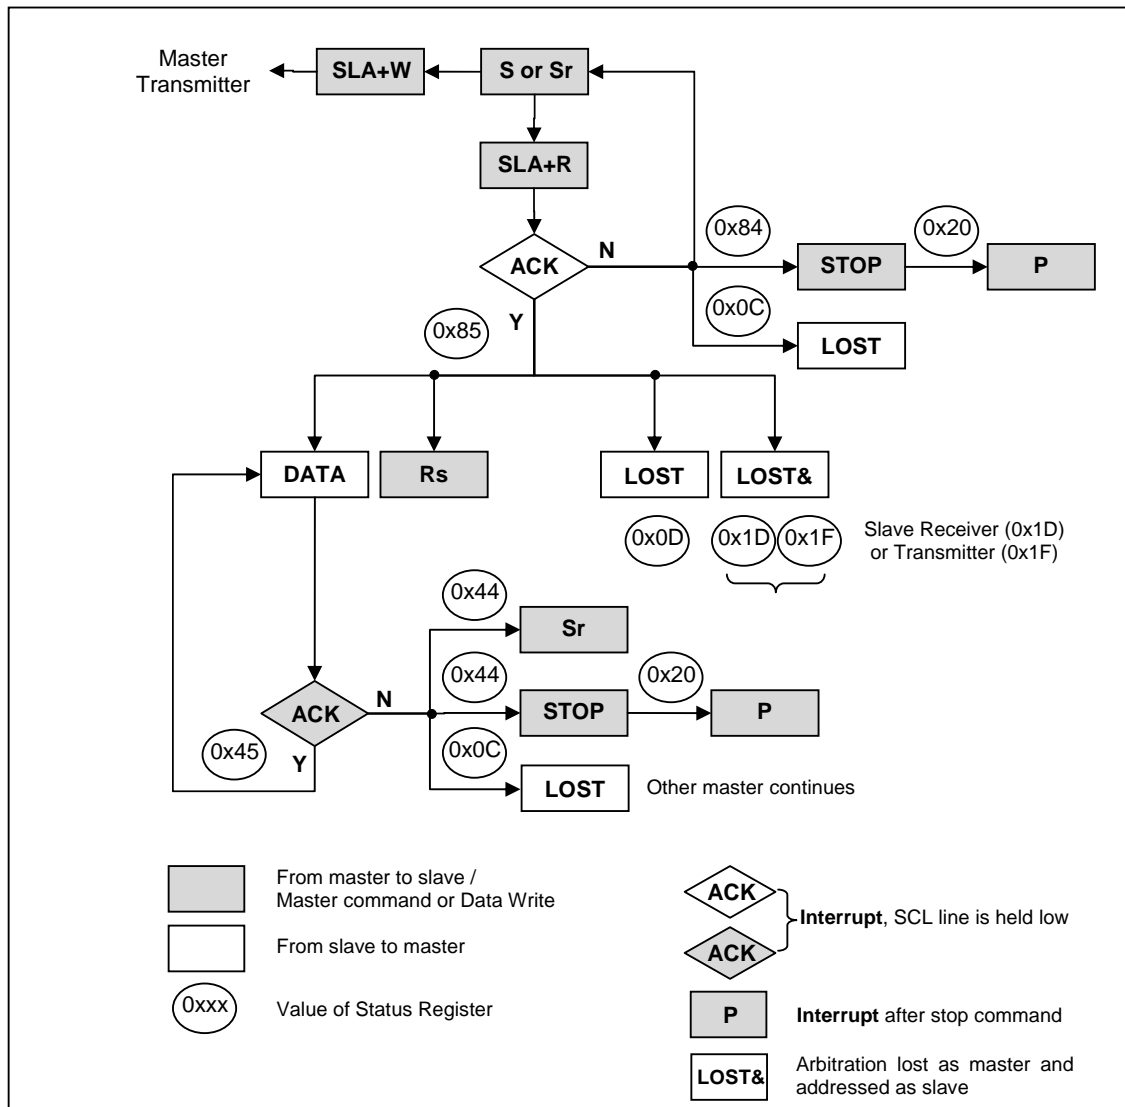 Master
Transmitter
SLA+W
S or Sr
SLA+R
ACK
N
0x84
0x20
STOP
P
0x0C
LOST
Y
0x85
DATA
Rs
LOST
LOST&
0x0D
0x1D
0x1F
Slave Receiver (0x1D)
or Transmitter (0x1F)
0x44
Sr
0x44
0x20
ACK
N
STOP
P
0x45
Y
0x0C
LOST
Other master continues
From master to slave /
Master command or Data Write
From slave to master
0xxx
Value of Status Register
ACK
ACK
Interrupt, SCL line is held low
P
Interrupt after stop command
LOST&
Arbitration lost as master and
addressed as slave